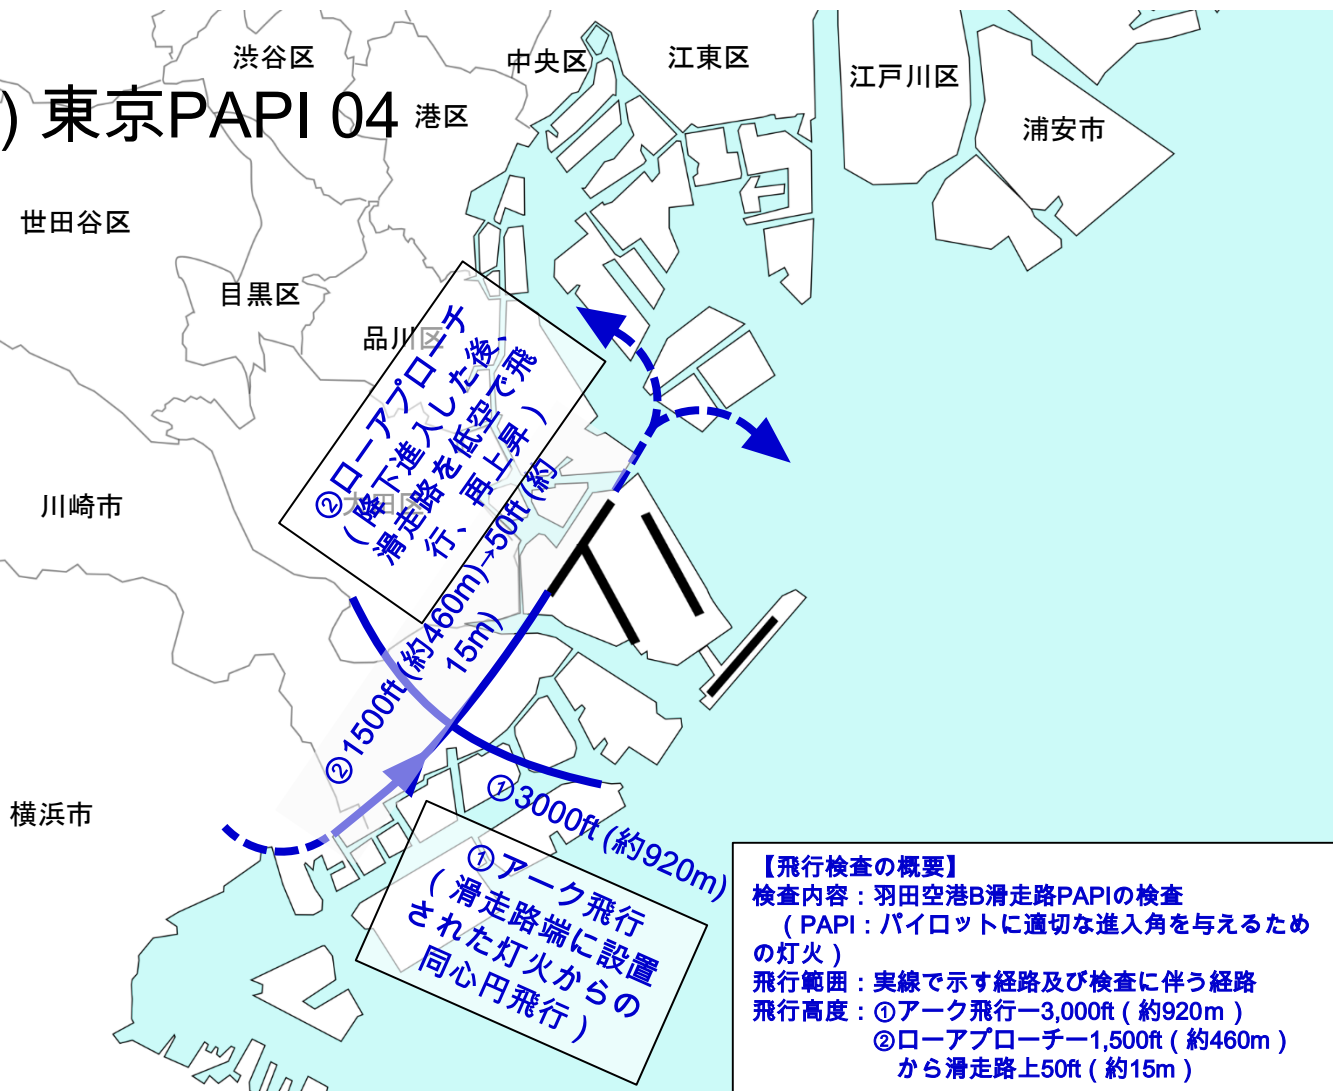 渋谷区
中央区
江東区
江戸川区
) 東京PAPI 04
港区
浦安市
世田谷区
目黒区
品川区
②ローアプローチ
（降下進入した後、
滑走路を低空で飛
行、再上昇）
大田区
川崎市
②1500ft (約460m)→50ft (約
15m)
横浜市
①3000ft (約920m)
①アーク飛行
（滑走路端に設置
された灯火からの
同心円飛行）
【飛行検査の概要】
検査内容：羽田空港B滑走路PAPIの検査
（PAPI：パイロットに適切な進入角を与えるため
の灯火）
飛行範囲：実線で示す経路及び検査に伴う経路
飛行高度：①アーク飛行ー3,000ft（約920m）
②ローアプローチー1,500ft（約460m）
から滑走路上50ft（約15m）